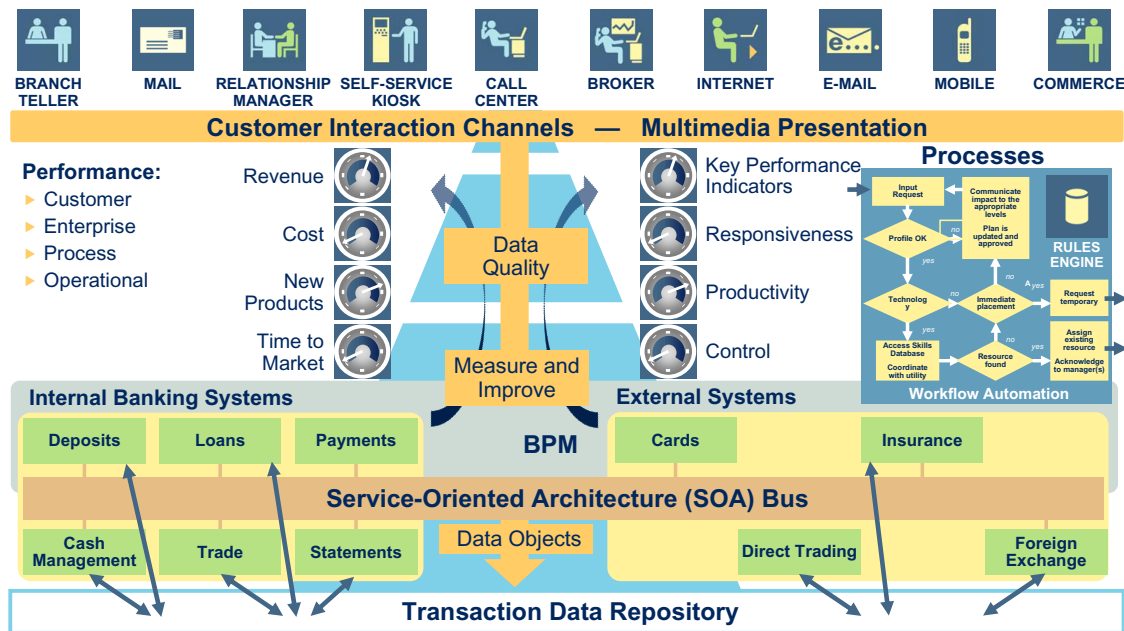 BRANCH
TELLER
MAIL
RELATIONSHIP
MANAGER
SELF-SERVICE
KIOSK
CALL
CENTER
BROKER
INTERNET
e....
E-MAIL
MOBILE
COMMERCE
Customer Interaction Channels — Multimedia Presentation
Performance:
Customer
Enterprise
Process
Operational
Revenue
Cost
New
Products
Time to
Market
Data
Quality
Measure and
Improve
Key Performance
Indicators
Responsiveness
Productivity
Control
Processes
Input
Request
Communicate
impact to the
appropriate
levels
Plan is
updated and
approved
RULES
ENGINE
Profile OK
no
yes
no
Technolog
y
no
Immediate
placement
A yes
Request
temporary
yes
no
Access Skills
Database
Coordinate
with utility
Resource
found
yes
Assign
existing
resource
Acknowledge
to manager(s)
Workflow Automation
Internal Banking Systems
External Systems
Deposits
Loans
Payments
BPM
Cards
Insurance
Service-Oriented Architecture (SOA) Bus
Cash
Management
Trade
Statements
Data Objects
Direct Trading
Foreign
Exchange
Transaction Data Repository